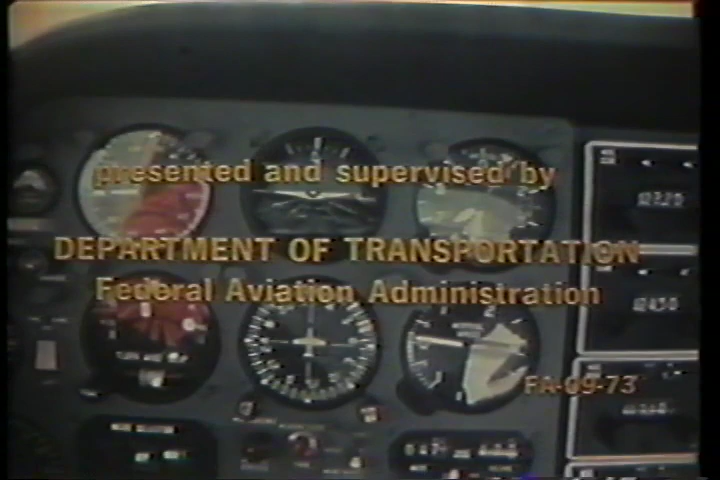 presented and supervised by
DEPARTMENT OF TRANSPORTATION
Federal Aviation Administration
FA-09-73